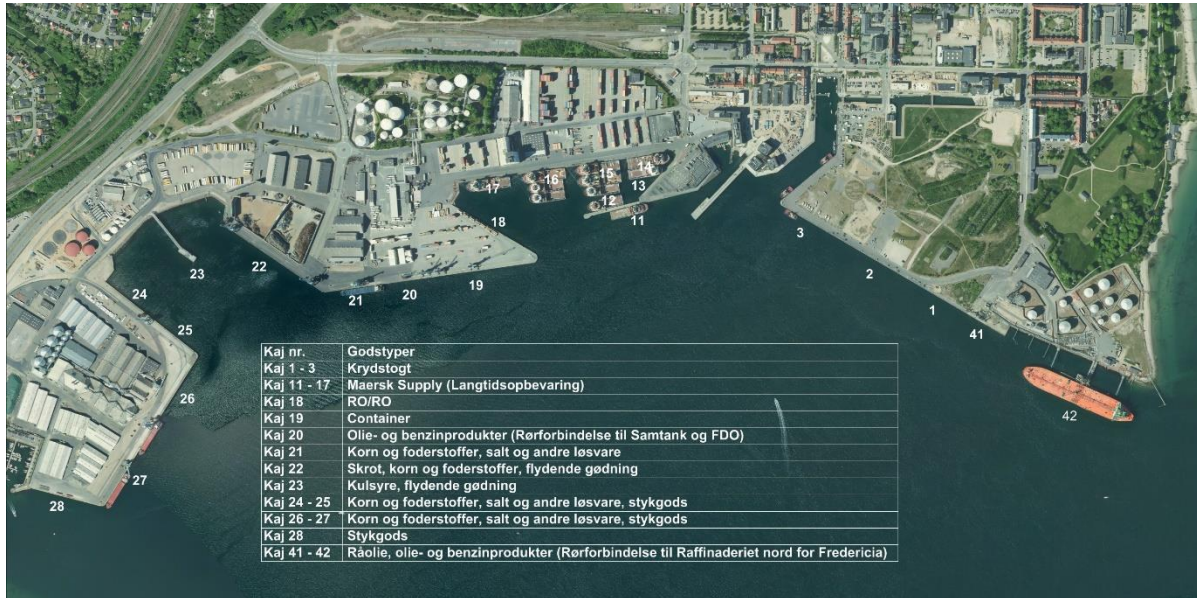 17
16
15
14
13
12
11
18
3
23
22
21
20
19
2
1
41
24
25
26
27
28
42
Kaj nr. Godstyper
Kaj 1 - 3 Krydstogt
Kaj 11 - 17 Maersk Supply (Langtidsopbevaring)
Kaj 18 RO/RO
Kaj 19 Container
Kaj 20 Olie- og benzinprodukter (Rørforbindelse til Samtank og FDO)
Kaj 21 Korn og foderstoffer, salt og andre løsvare
Kaj 22 Skrot, korn og foderstoffer, flydende gødning
Kaj 23 Kulsyre, flydende gødning
Kaj 24 - 25 Korn og foderstoffer, salt og andre løsvare, stykgods
Kaj 26 - 27 Korn og foderstoffer, salt og andre løsvare, stykgods
Kaj 28 Stykgods
Kaj 41 - 42 Råolie, olie- og benzinprodukter (Rørforbindelse til Raffinaderiet nord for Fredericia)